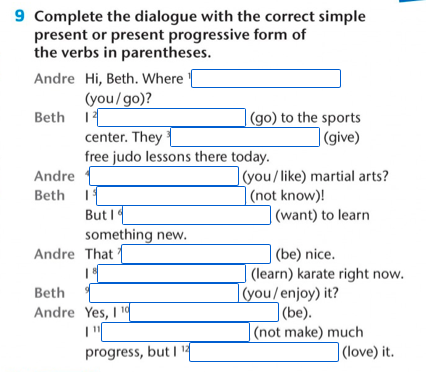 9 Complete the dialogue with the correct simple
present or present progressive form of
the verbs in parentheses.
Andre Hi, Beth. Where 1
(you/go)?
Beth I 2 (go) to the sports
center. They 3 (give)
free judo lessons there today.
Andre 4 (you/like) martial arts?
Beth I 5 (not know)!
But I 6 (want) to learn
something new.
Andre That 7 (be) nice.
I 8 (learn) karate right now.
Beth 9 (you/enjoy) it?
Andre Yes, I 10 (be).
I 11 (not make) much
progress, but I 12 (love) it.